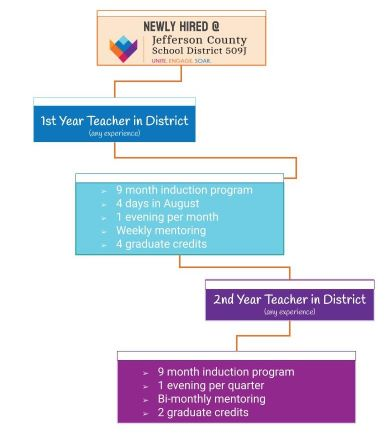 NEWLY HIRED @
Jefferson County
School District 509J
UNITE. ENGAGE. SOAR.
1st Year Teacher in District
(any experience)
➢ 9 month induction program
➢ 4 days in August
➢ 1 evening per month
➢ Weekly mentoring
➢ 4 graduate credits
2nd Year Teacher in District
(any experience)
➢ 9 month induction program
➢ 1 evening per quarter
➢ Bi-monthly mentoring
➢ 2 graduate credits